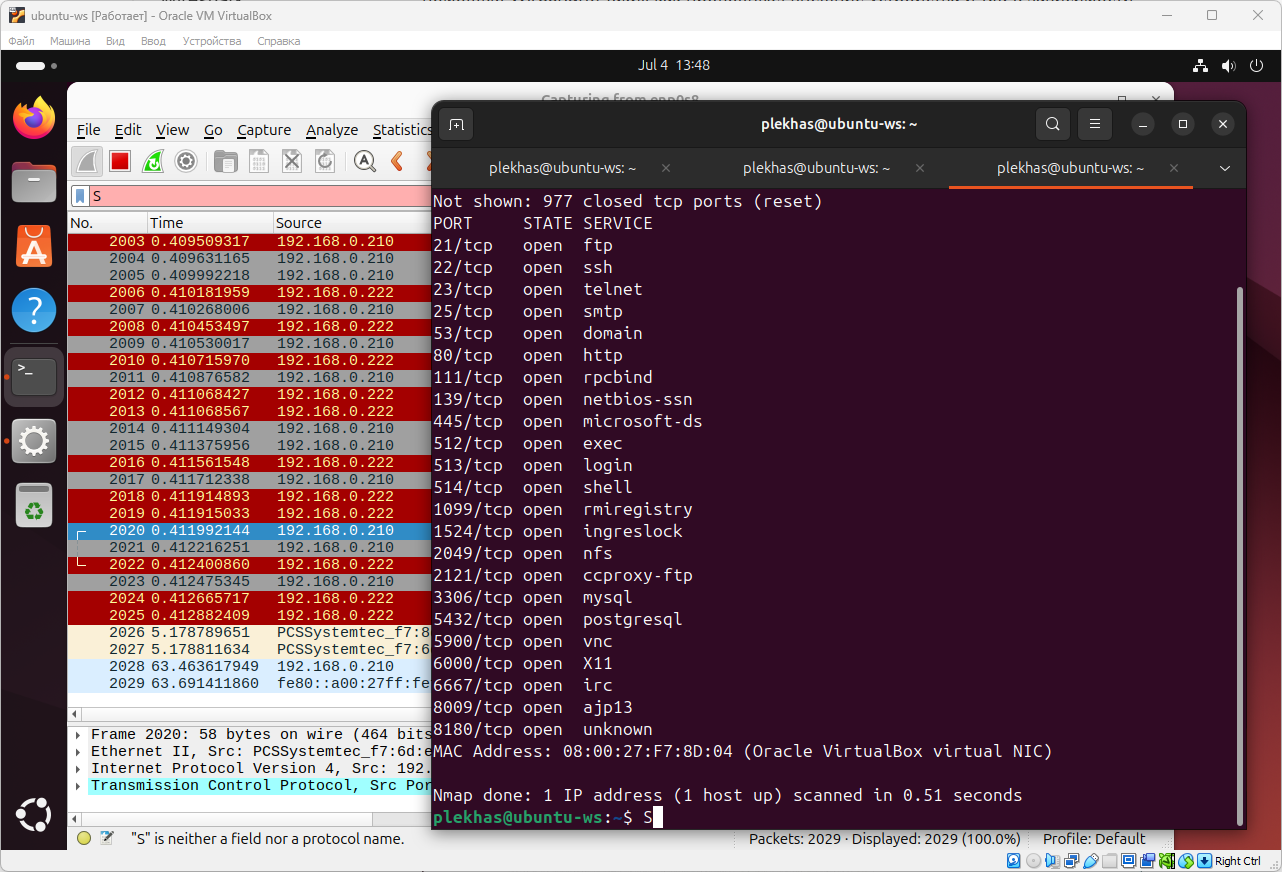 ubuntu-ws [Работает] - Oracle VM VirtualBox
Файл Машина Вид Ввод Устройства Справка
Jul 4 13:48
plekhas@ubuntu-ws: ~
File Edit View Go Capture Analyze Statistics
plekhas@ubuntu-ws: ~ plekhas@ubuntu-ws: ~ plekhas@ubuntu-ws: ~
S
No. Time Source
2003 0.409509317 192.168.0.210
2004 0.409631165 192.168.0.210
2005 0.409992218 192.168.0.210
2006 0.410181959 192.168.0.222
2007 0.410268006 192.168.0.210
2008 0.410453497 192.168.0.222
2009 0.410530017 192.168.0.210
2010 0.410715970 192.168.0.222
2011 0.410876582 192.168.0.210
2012 0.411068427 192.168.0.222
2013 0.411068567 192.168.0.222
2014 0.411149304 192.168.0.210
2015 0.411375956 192.168.0.210
2016 0.411561548 192.168.0.222
2017 0.411712338 192.168.0.210
2018 0.411914893 192.168.0.222
2019 0.411915033 192.168.0.222
2020 0.411992144 192.168.0.210
2021 0.412216251 192.168.0.210
2022 0.412400860 192.168.0.222
2023 0.412475345 192.168.0.210
2024 0.412665717 192.168.0.222
2025 0.412882409 192.168.0.222
2026 5.178789651 PCSSystemtec_f7:8
2027 5.178811634 PCSSystemtec_f7:6
2028 63.463617949 192.168.0.210
2029 63.691411860 fe80::a00:27ff:fe
Frame 2020: 58 bytes on wire (464 bits
Ethernet II, Src: PCSSystemtec_f7:6d:e
Internet Protocol Version 4, Src: 192.
Transmission Control Protocol, Src Por
Not shown: 977 closed tcp ports (reset)
PORT STATE SERVICE
21/tcp open ftp
22/tcp open ssh
23/tcp open telnet
25/tcp open smtp
53/tcp open domain
80/tcp open http
111/tcp open rpcbind
139/tcp open netbios-ssn
445/tcp open microsoft-ds
512/tcp open exec
513/tcp open login
514/tcp open shell
1099/tcp open rmiregistry
1524/tcp open ingreslock
2049/tcp open nfs
2121/tcp open ccproxy-ftp
3306/tcp open mysql
5432/tcp open postgresql
5900/tcp open vnc
6000/tcp open X11
6667/tcp open irc
8009/tcp open ajp13
8180/tcp open unknown
MAC Address: 08:00:27:F7:8D:04 (Oracle VirtualBox virtual NIC)
Nmap done: 1 IP address (1 host up) scanned in 0.51 seconds
plekhas@ubuntu-ws:~$ S
"S" is neither a field nor a protocol name. Packets: 2029 · Displayed: 2029 (100.0%) Profile: Default
Right Ctrl